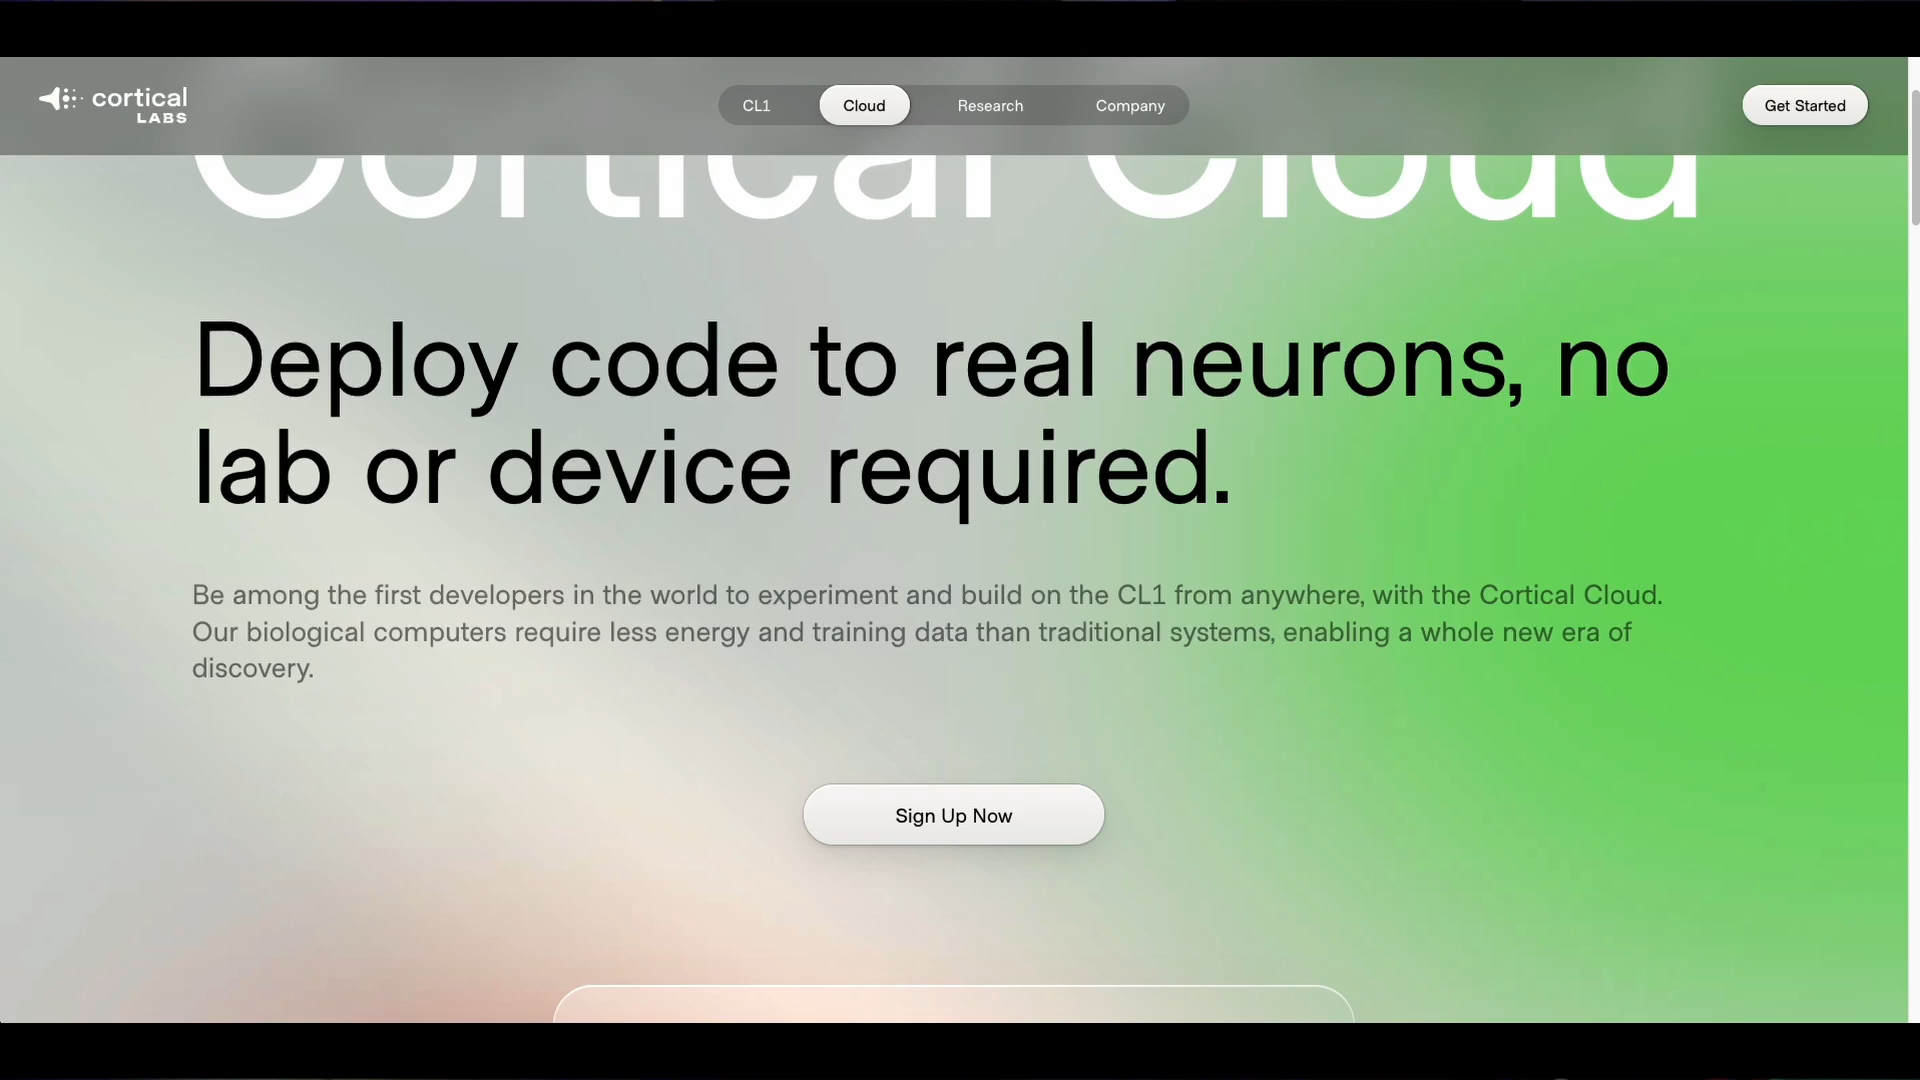 cortical
LABS
CL1
Cloud
Research
Company
Get Started
Cortical Cloud
Deploy code to real neurons, no
lab or device required.
Be among the first developers in the world to experiment and build on the CL1 from anywhere, with the Cortical Cloud.
Our biological computers require less energy and training data than traditional systems, enabling a whole new era of
discovery.
Sign Up Now